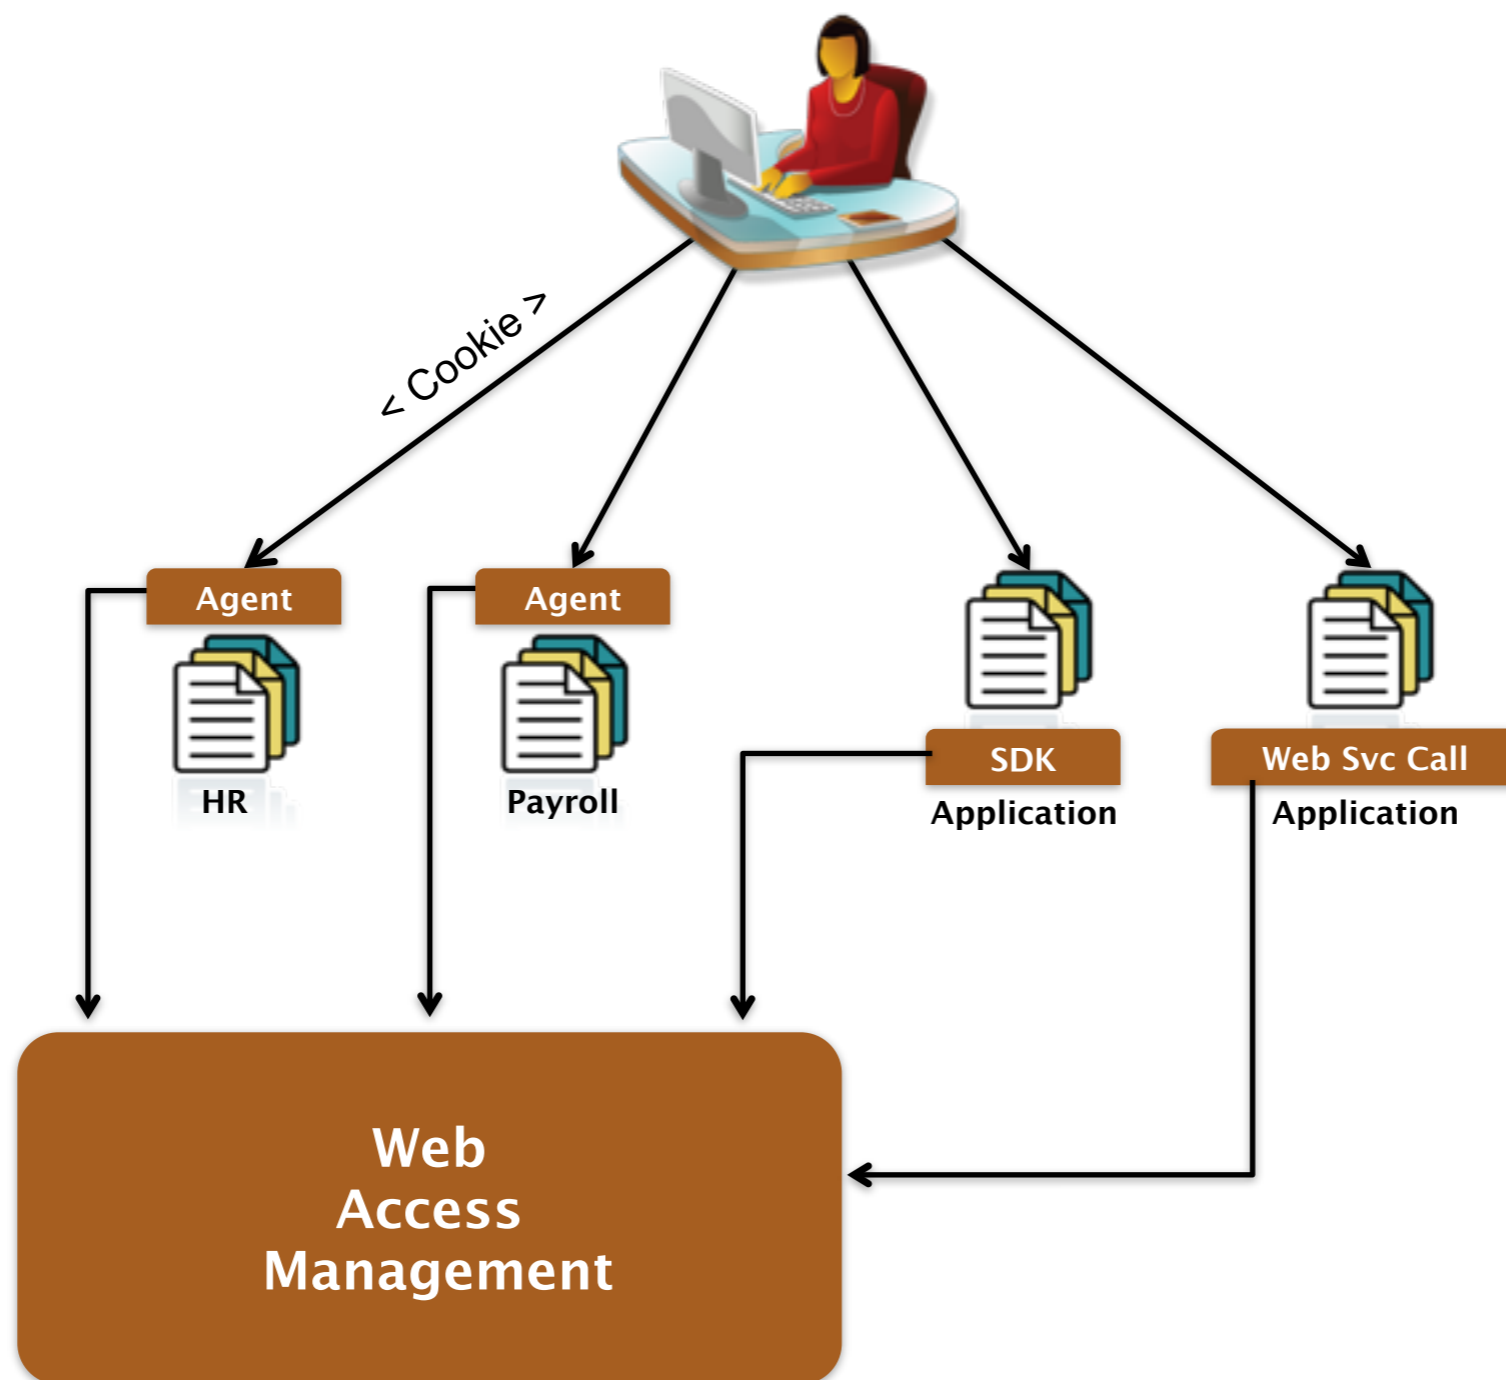 < Cookie >
Agent
Agent
HR
Payroll
SDK
Web Svc Call
Application
Application
Web
Access
Management